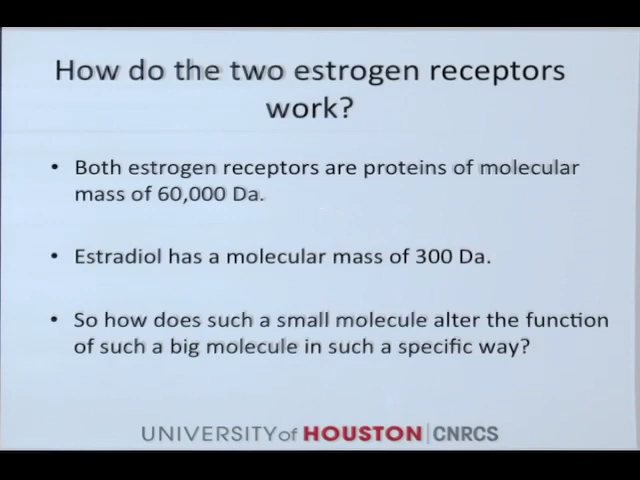 How do the two estrogen receptors
work?
• Both estrogen receptors are proteins of molecular
mass of 60,000 Da.
• Estradiol has a molecular mass of 300 Da.
• So how does such a small molecule alter the function
of such a big molecule in such a specific way?
UNIVERSITY of HOUSTON | CNRCS